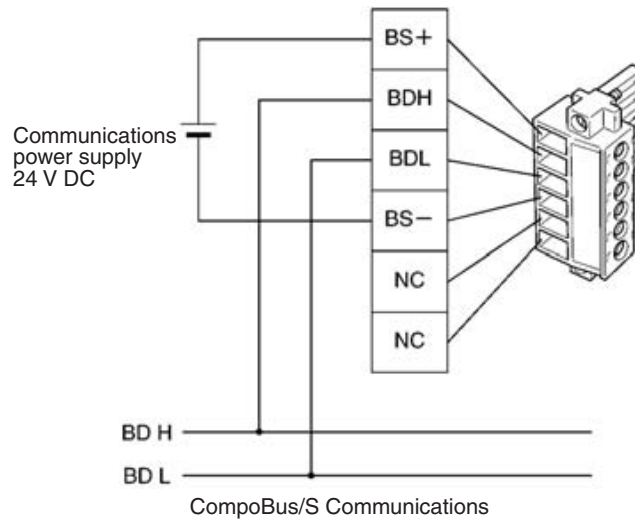 BS+
BDH
Communications
power supply
24 V DC
BDL
BS−
NC
NC
BD H
BD L
CompoBus/S Communications